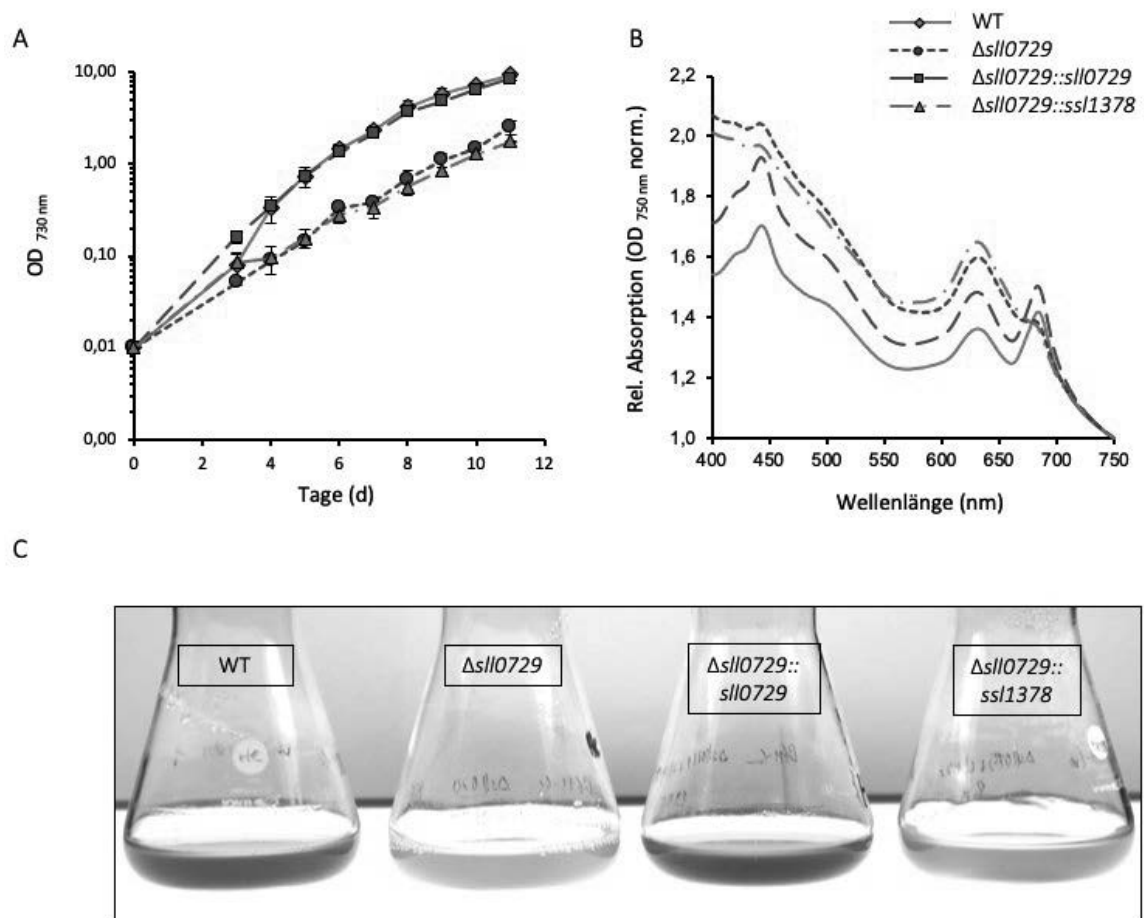 A
B
WT
Δsll0729
Δsll0729::sll0729
Δsll0729::ssl1378
OD 730 nm
10,00
1,00
0,10
0,01
0,00
0 2 4 6 8 10 12
Tage (d)
Rel. Absorption (OD 750 nm norm.)
2,2
2,0
1,8
1,6
1,4
1,2
1,0
400 450 500 550 600 650 700 750
Wellenlänge (nm)
C
WT
Δsll0729
Δsll0729::
sll0729
Δsll0729::
ssl1378